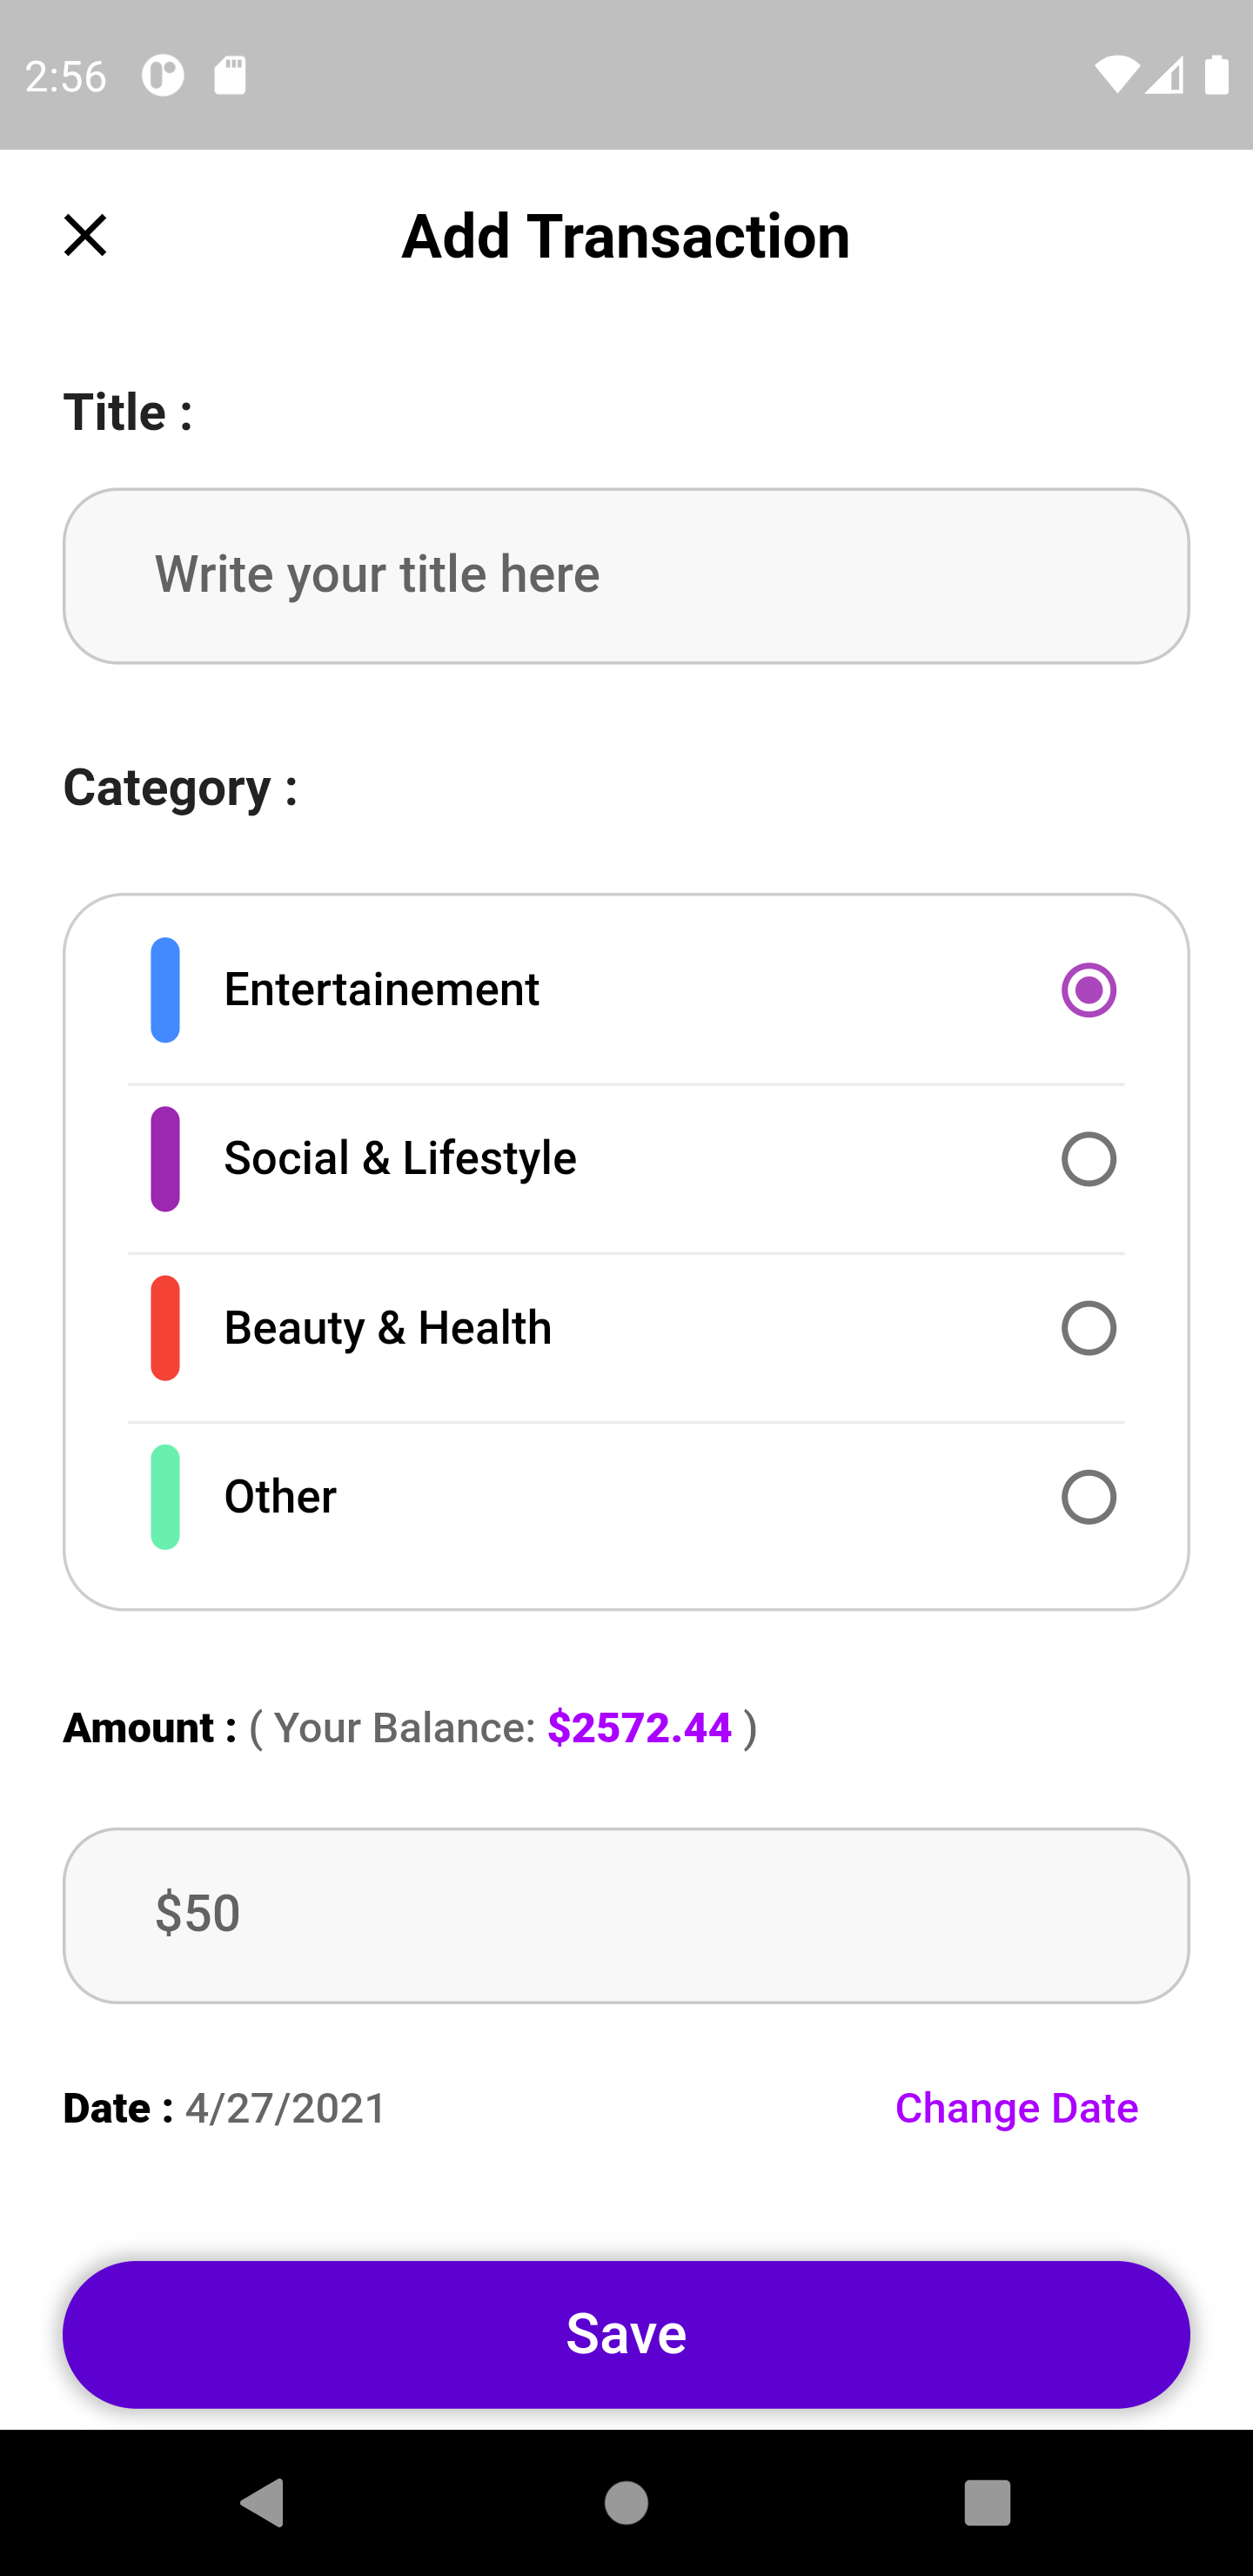 2:56
Add Transaction
Title :
Write your title here
Category :
Entertainement
Social & Lifestyle
Beauty & Health
Other
Amount : ( Your Balance: $2572.44 )
$50
Date : 4/27/2021 Change Date
Save